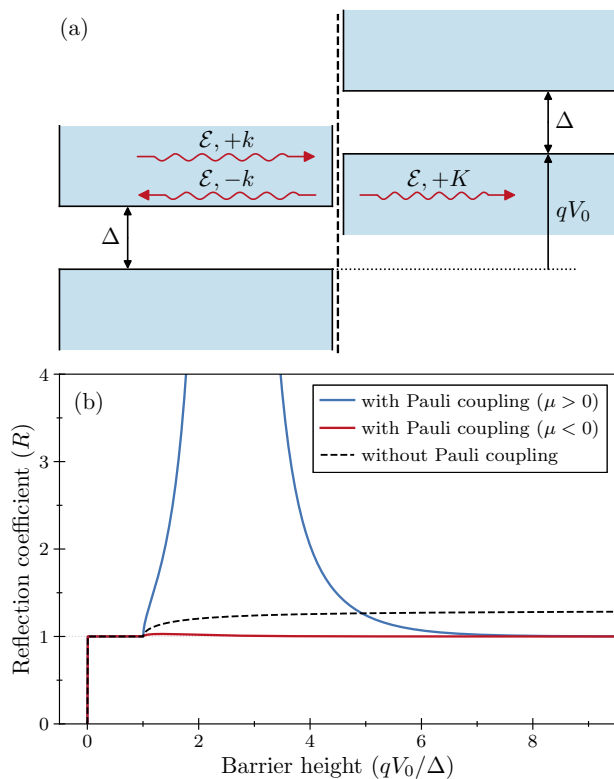 (a)
Δ
ℰ, +k
ℰ, −k
ℰ, +K
qV₀
Δ
(b)
with Pauli coupling (μ > 0)
with Pauli coupling (μ < 0)
without Pauli coupling
Reflection coefficient (R)
4
3
2
1
0
0 2 4 6 8
Barrier height (qV₀/Δ)